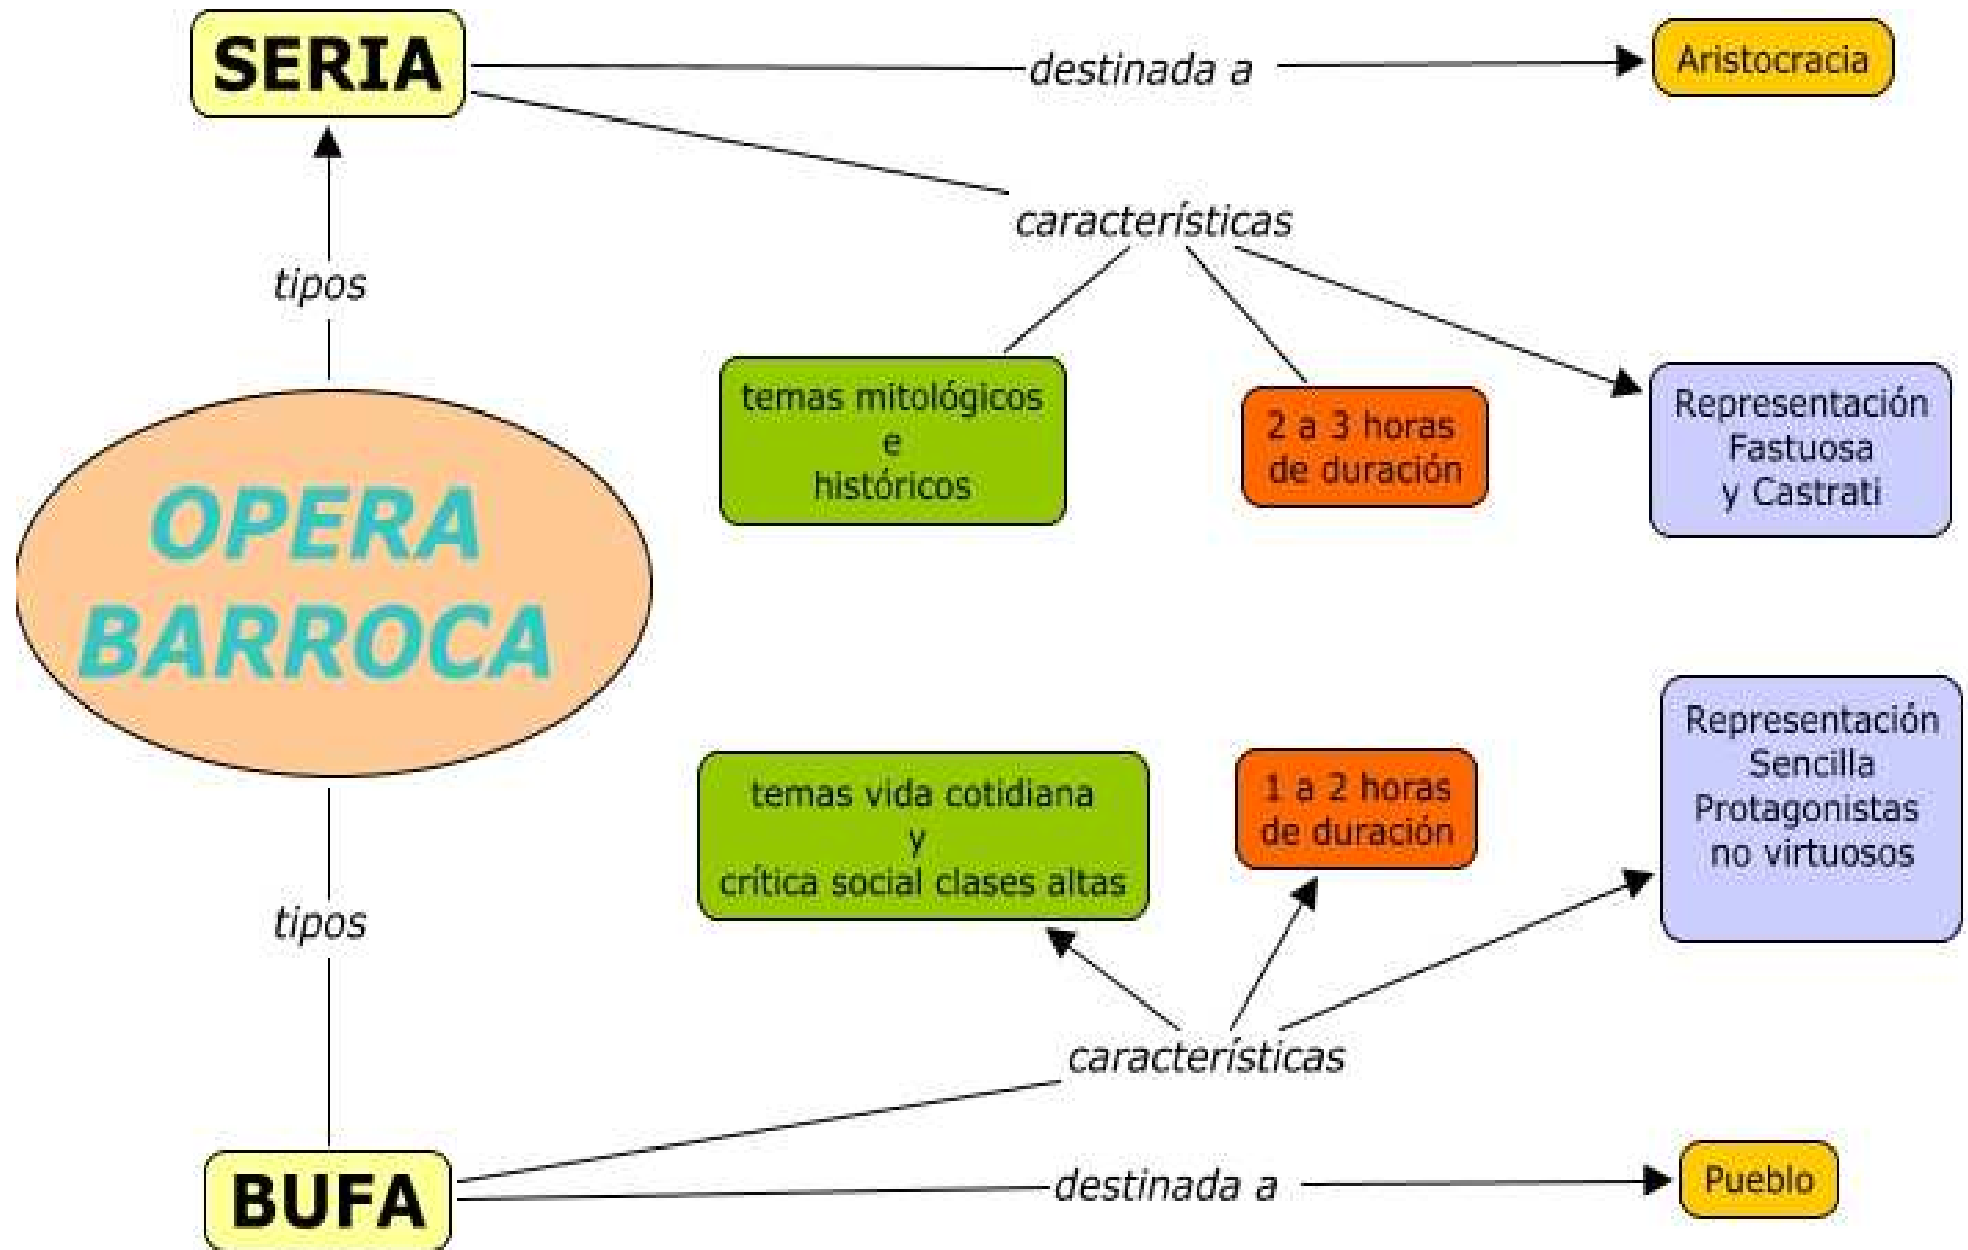 SERIA
destinada a
Aristocracia
características
tipos
temas mitológicos
e
históricos
2 a 3 horas
de duración
Representación
Fastuosa
y Castrati
OPERA
BARROCA
temas vida cotidiana
y
crítica social clases altas
1 a 2 horas
de duración
Representación
Sencilla
Protagonistas
no virtuosos
tipos
características
BUFA
destinada a
Pueblo